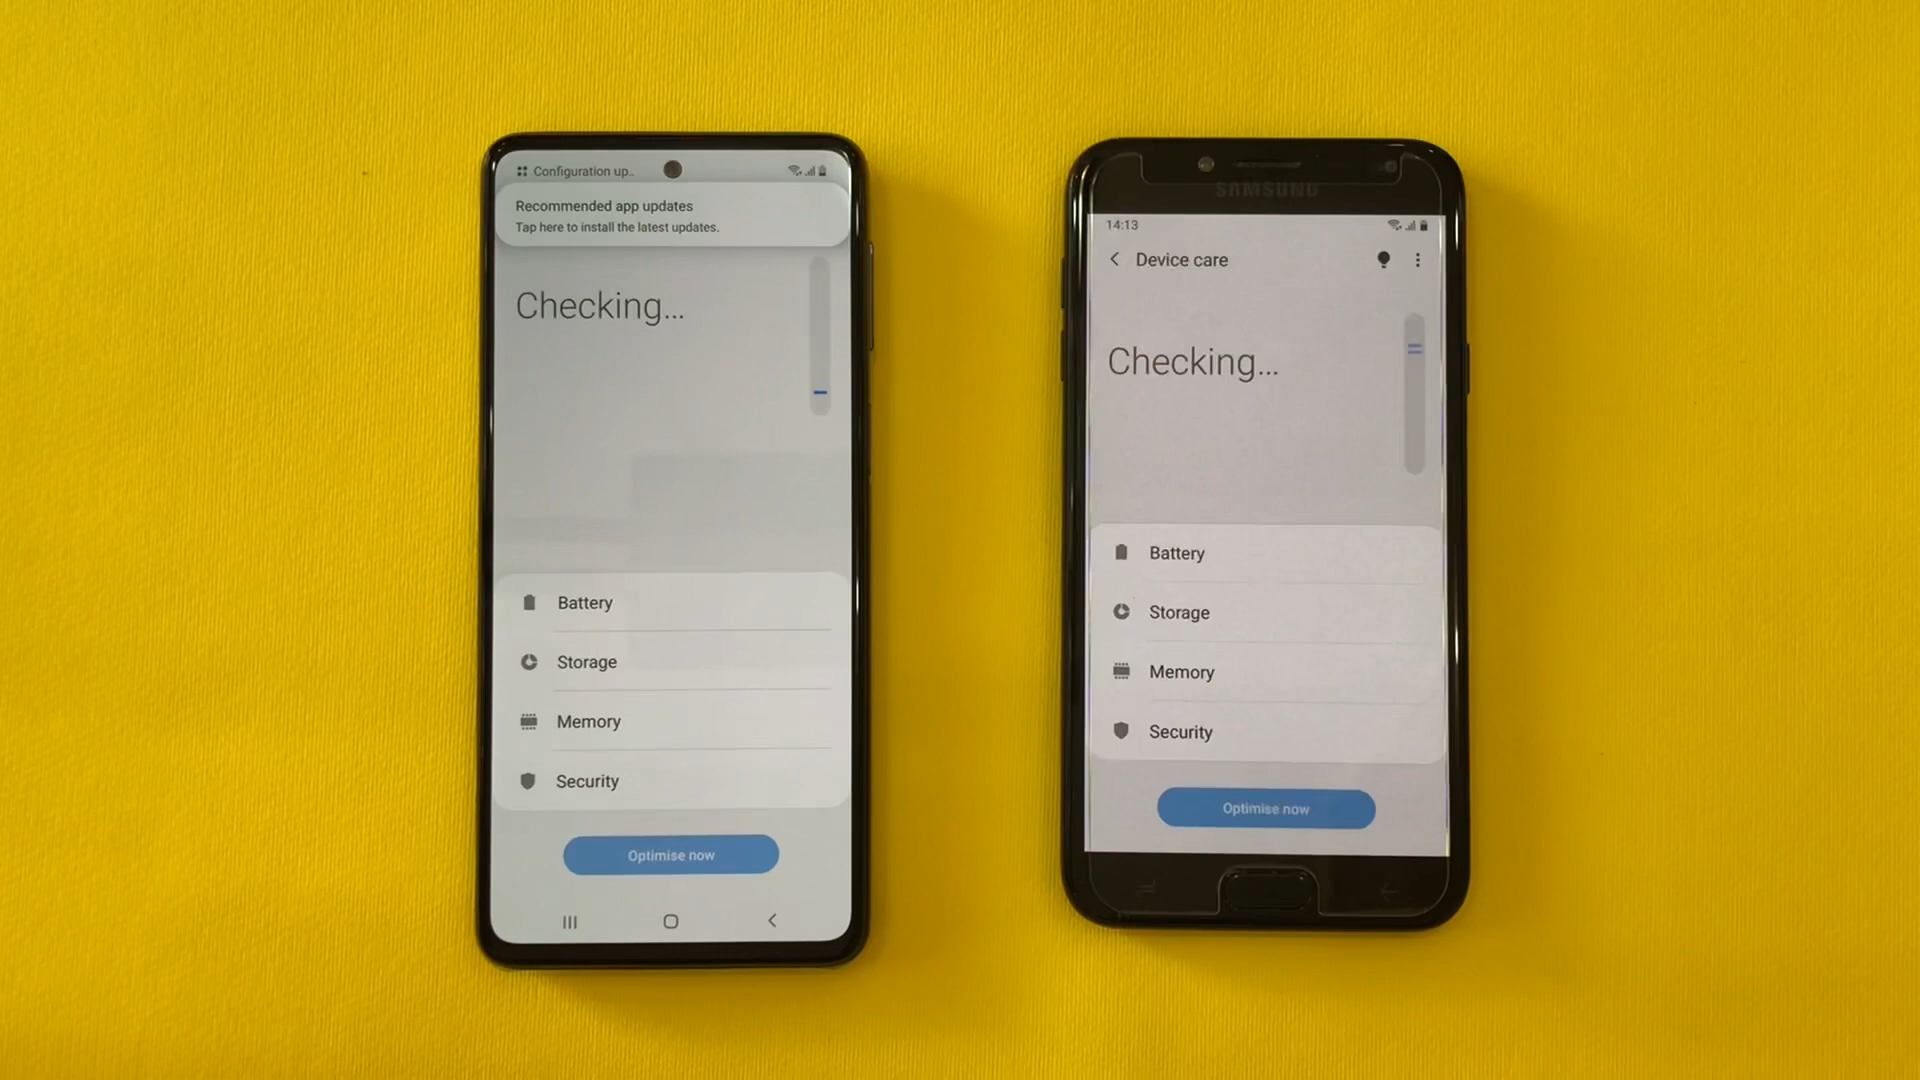 Configuration up..
Recommended app updates
Tap here to install the latest updates.
Checking...
Battery
Storage
Memory
Security
Optimise now
SAMSUNG
14:13
Device care
Checking...
Battery
Storage
Memory
Security
Optimise now